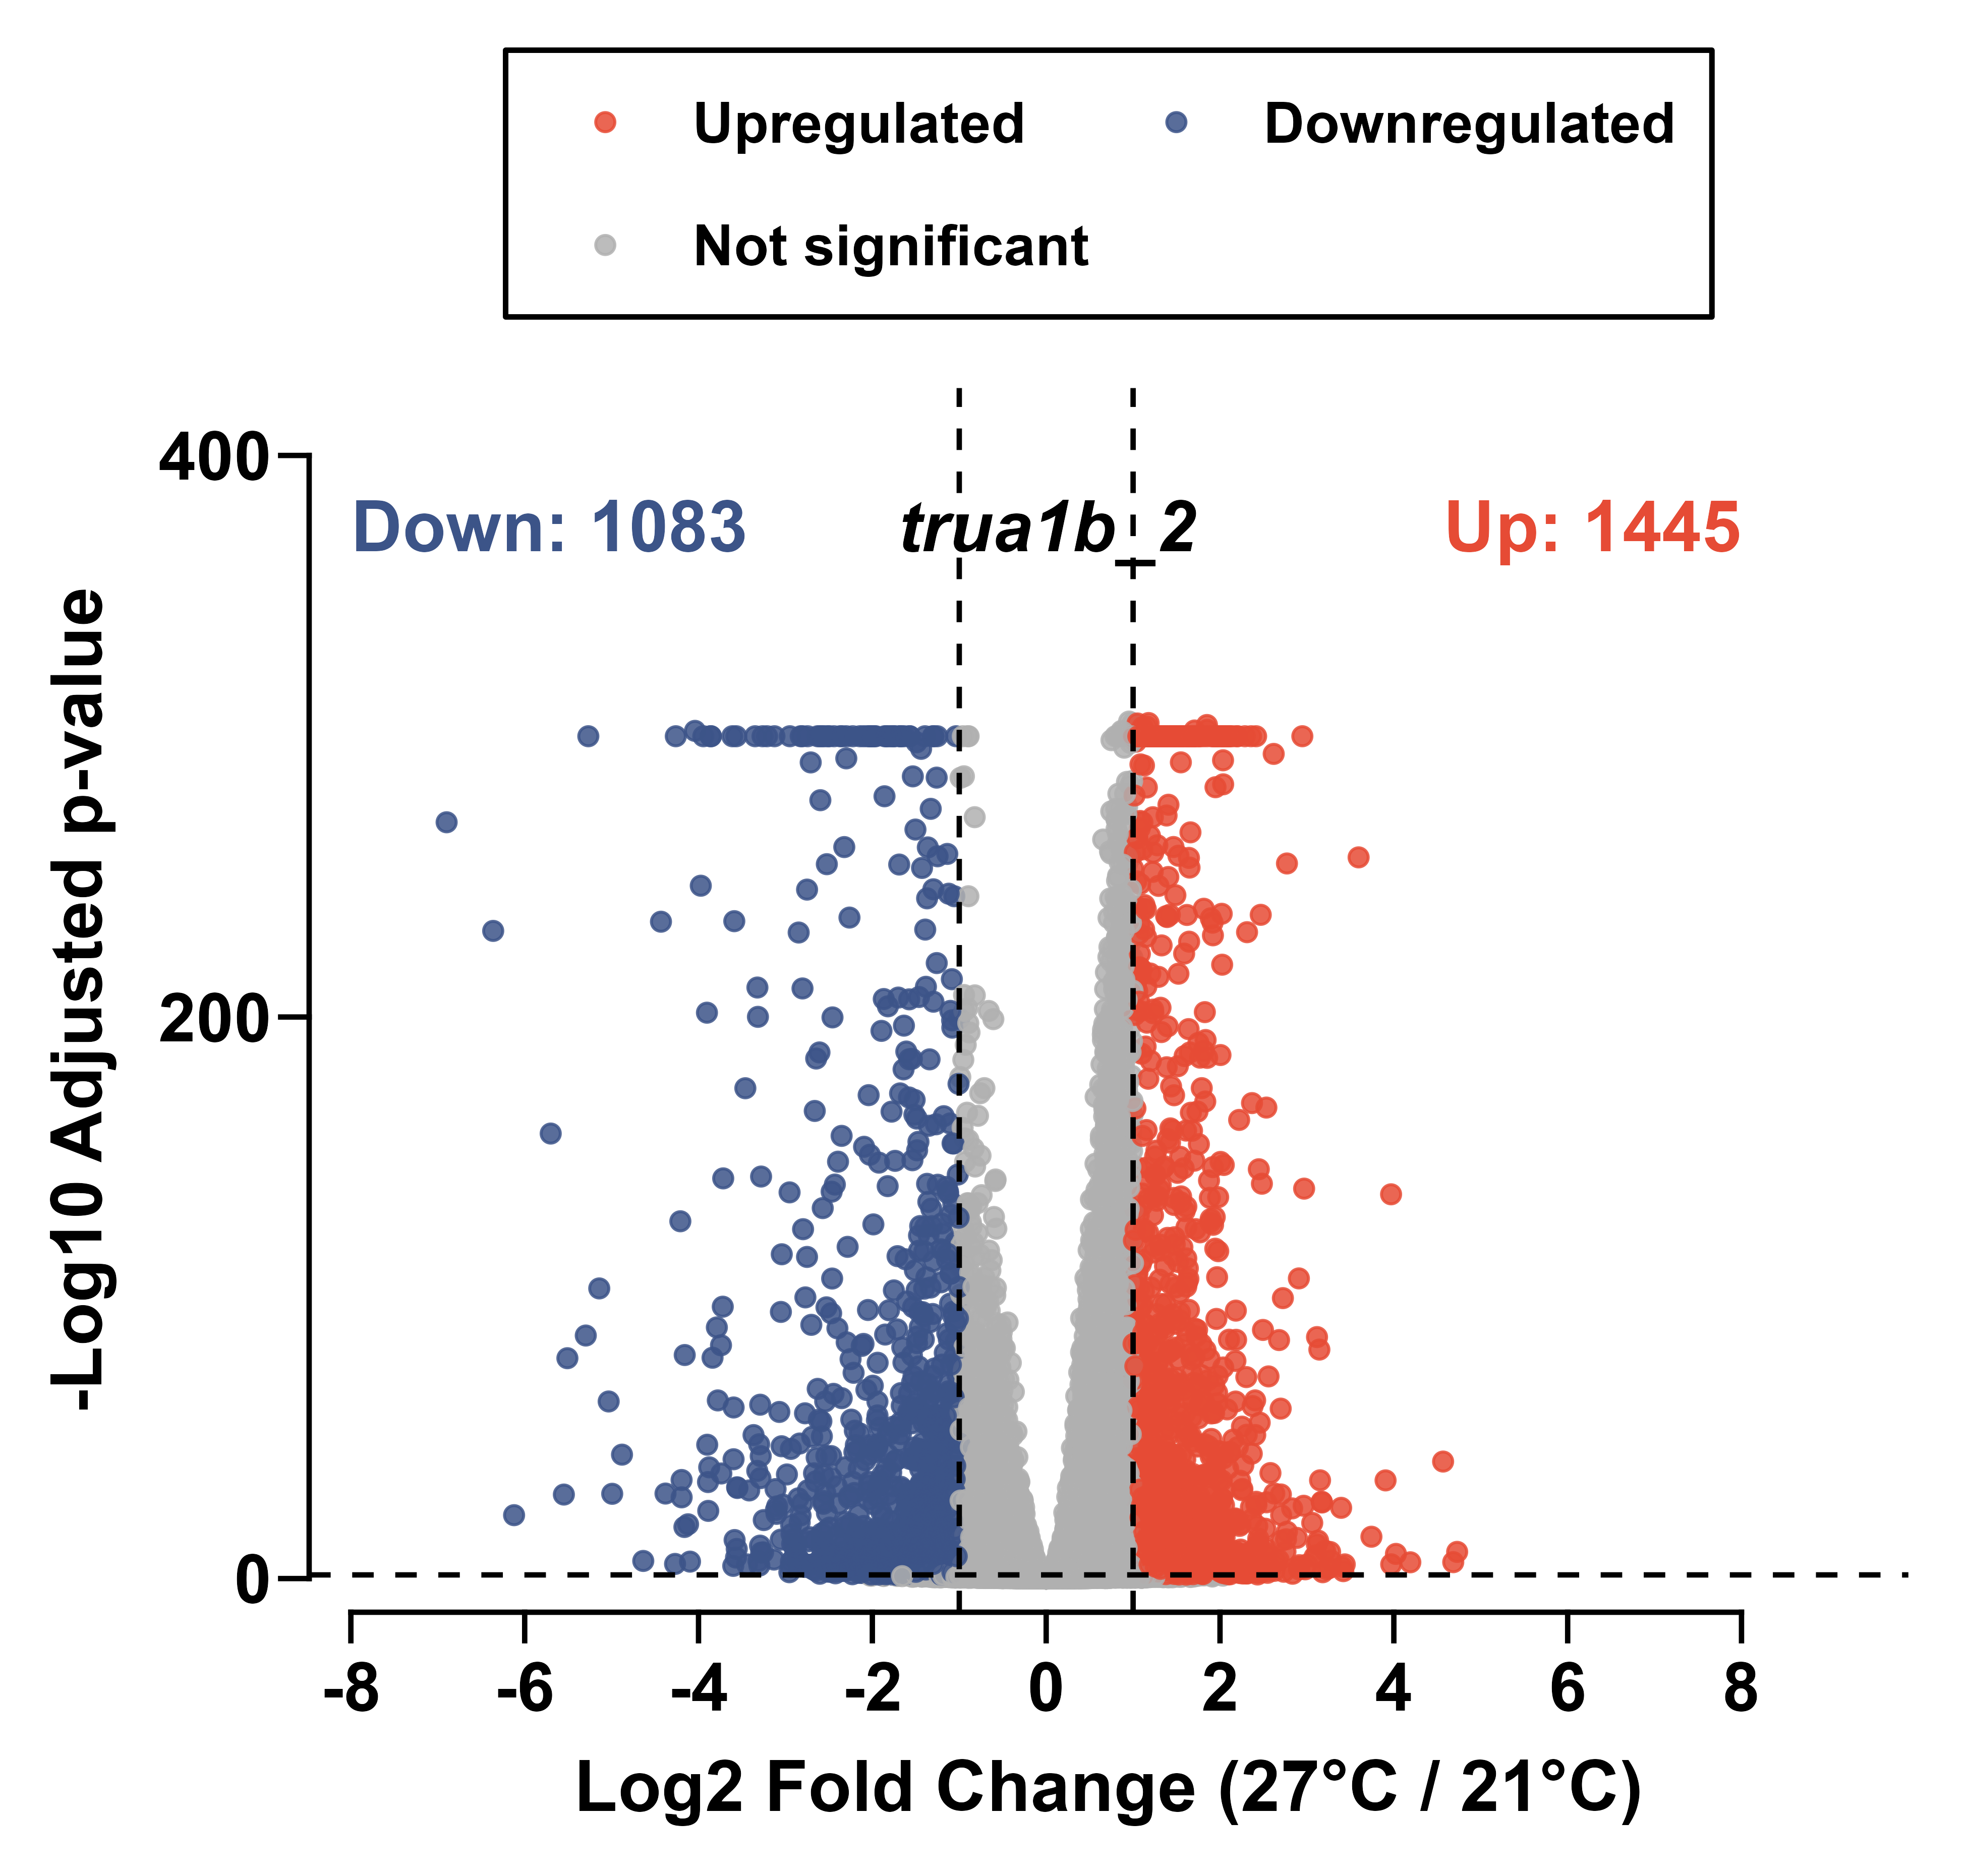 Upregulated Downregulated
Not significant
400
Down: 1083 trua1b_2 Up: 1445
-Log10 Adjusted p-value
200
0
-8 -6 -4 -2 0 2 4 6 8
Log2 Fold Change (27°C / 21°C)